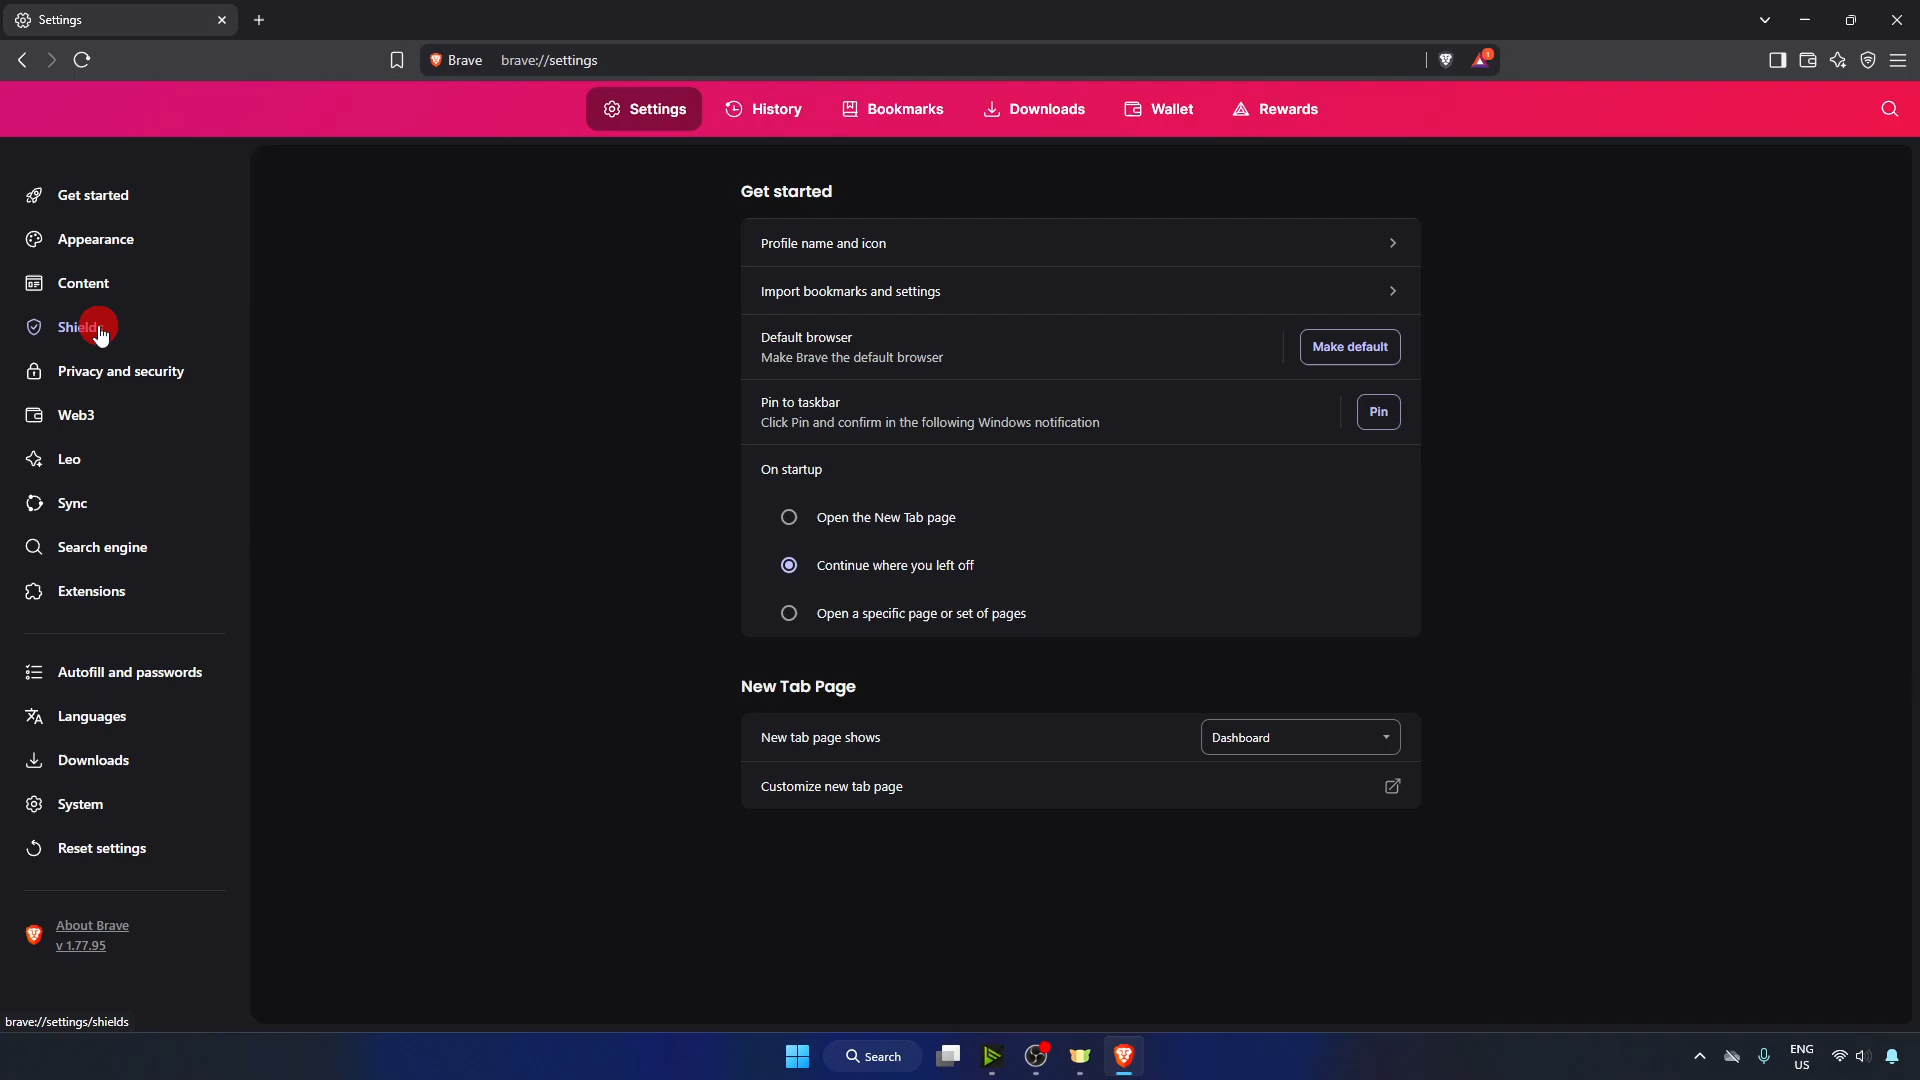 Settings
Brave brave://settings
1
Settings History Bookmarks Downloads Wallet Rewards
Get started
Appearance
Content
Shields
Privacy and security
Web3
Leo
Sync
Search engine
Extensions
Autofill and passwords
Languages
Downloads
System
Reset settings
About Brave
v 1.77.95
Get started
Profile name and icon
Import bookmarks and settings
Default browser
Make Brave the default browser
Make default
Pin to taskbar
Click Pin and confirm in the following Windows notification
Pin
On startup
Open the New Tab page
Continue where you left off
Open a specific page or set of pages
New Tab Page
New tab page shows
Dashboard
Customize new tab page
brave://settings/shields
Search
ENG
US